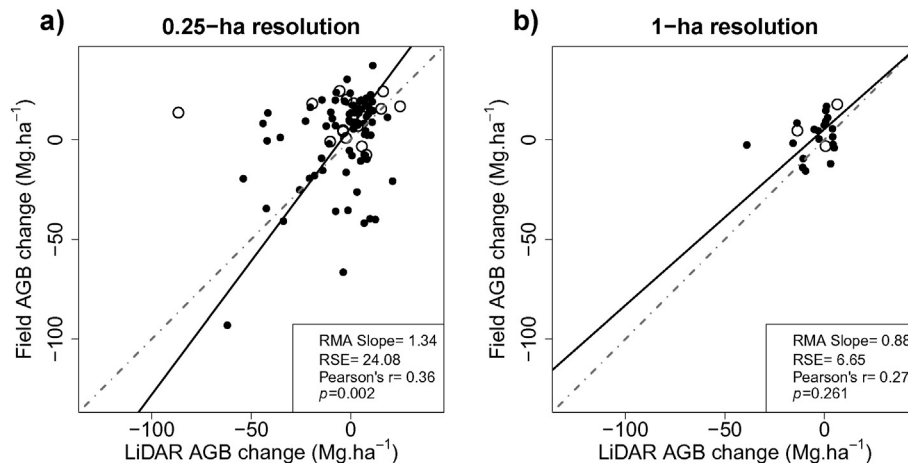 a) 0.25−ha resolution
Field AGB change (Mg.ha⁻¹)
0
−50
−100
RMA Slope= 1.34
RSE= 24.08
Pearson's r= 0.36
p=0.002
−100 −50 0
LiDAR AGB change (Mg.ha⁻¹)
b) 1−ha resolution
Field AGB change (Mg.ha⁻¹)
0
−50
−100
RMA Slope= 0.88
RSE= 6.65
Pearson's r= 0.27
p=0.261
−100 −50 0
LiDAR AGB change (Mg.ha⁻¹)